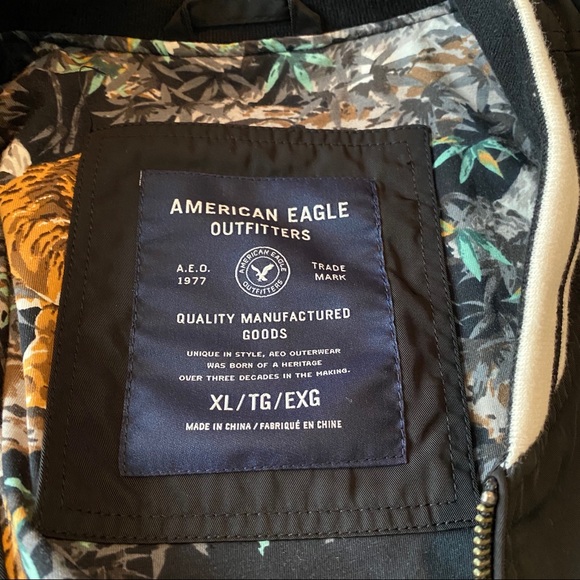 AMERICAN EAGLE
OUTFITTERS
A.E.O.
1977
AMERICAN EAGLE
OUTFITTERS
TRADE
MARK
QUALITY MANUFACTURED
GOODS
UNIQUE IN STYLE, AEO OUTERWEAR
WAS BORN OF A HERITAGE
OVER THREE DECADES IN THE MAKING.
XL/TG/EXG
MADE IN CHINA / FABRIQUÉ EN CHINE